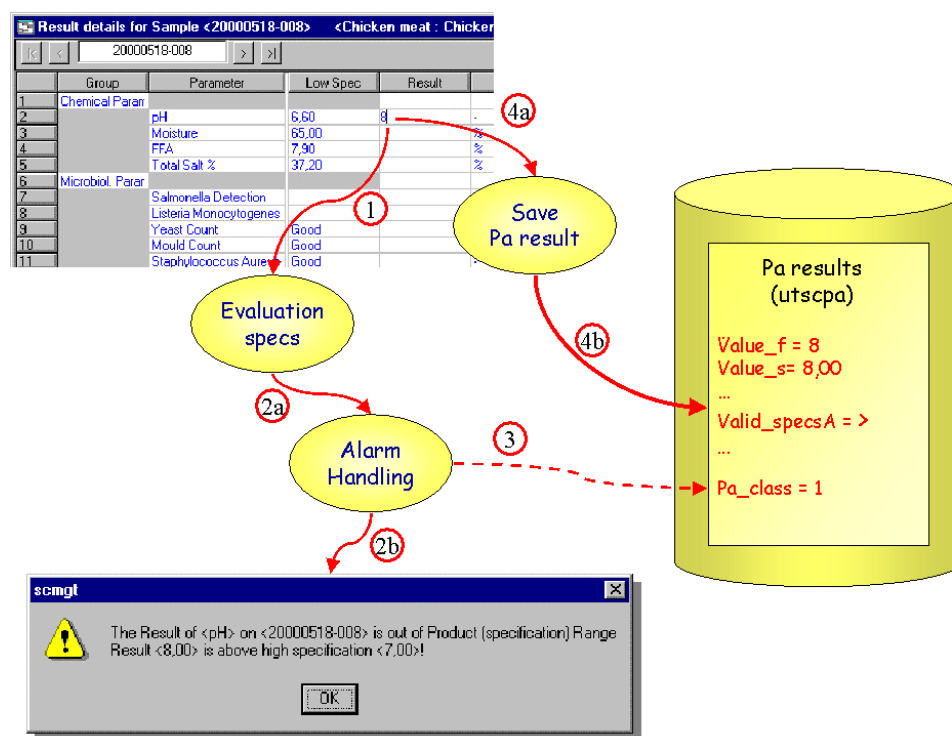 Result details for Sample <20000518-008> <Chicken meat : Chicken
20000518-008
Group Parameter Low Spec Result
1 Chemical Param
2 pH 6,60 8 -
3 Moisture 65,00 %
4 FFA 7,90 %
5 Total Salt % 37,20 %
6 Microbiol. Parar
7 Salmonella Detection
8 Listeria Monocytogenes
9 Yeast Count Good
10 Mould Count Good
11 Staphylococcus Aure Good -
4a
1
Save
Pa result
Evaluation
specs
4b
Pa results
(utscpa)
Value_f = 8
Value_s= 8,00
...
Valid_specsA = >
...
Pa_class = 1
2a
3
Alarm
Handling
2b
scmgt
The Result of <pH> on <20000518-008> is out of Product (specification) Range
Result <8,00> is above high specification <7,00>!
OK